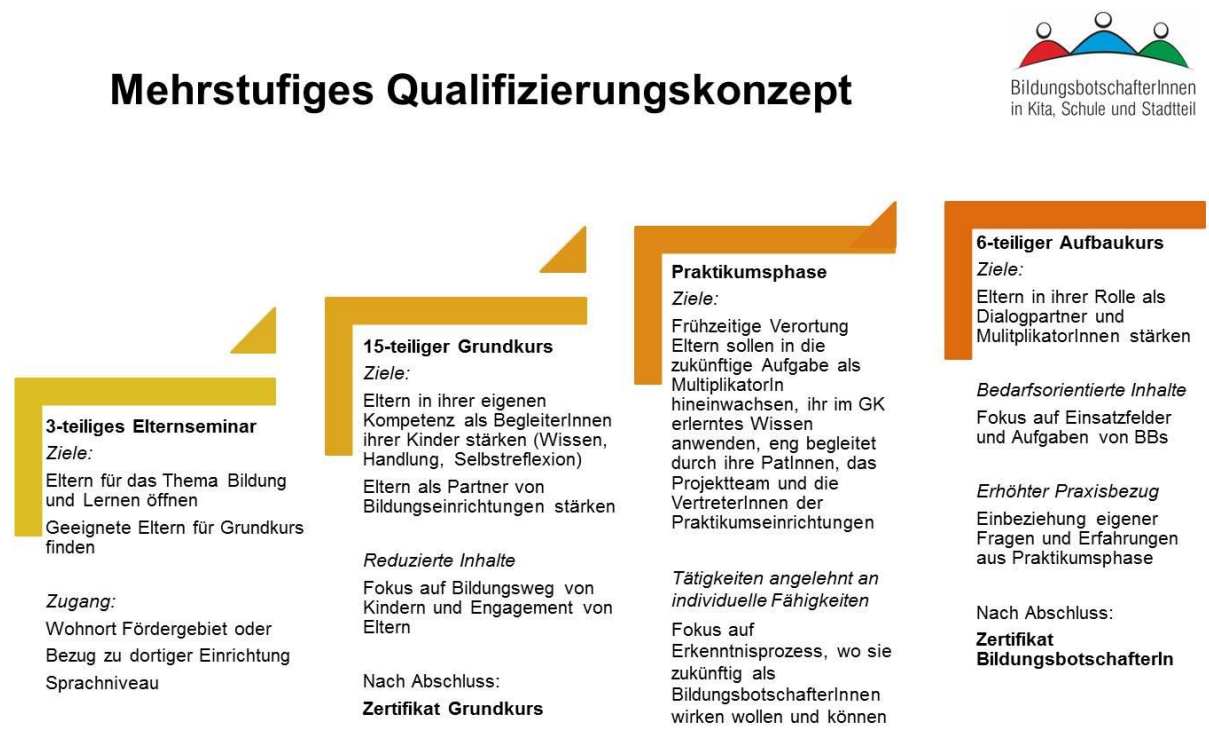 Mehrstufiges Qualifizierungskonzept
BildungsbotschafterInnen
in Kita, Schule und Stadtteil
3-teiliges Elternseminar
Ziele:
Eltern für das Thema Bildung
und Lernen öffnen
Geeignete Eltern für Grundkurs
finden
Zugang:
Wohnort Fördergebiet oder
Bezug zu dortiger Einrichtung
Sprachniveau
15-teiliger Grundkurs
Ziele:
Eltern in ihrer eigenen
Kompetenz als BegleiterInnen
ihrer Kinder stärken (Wissen,
Handlung, Selbstreflexion)
Eltern als Partner von
Bildungseinrichtungen stärken
Reduzierte Inhalte
Fokus auf Bildungsweg von
Kindern und Engagement von
Eltern
Nach Abschluss:
Zertifikat Grundkurs
Praktikumsphase
Ziele:
Frühzeitige Verortung
Eltern sollen in die
zukünftige Aufgabe als
MultiplikatorIn
hineinwachsen, ihr im GK
erlerntes Wissen
anwenden, eng begleitet
durch ihre PatInnen, das
Projektteam und die
VertreterInnen der
Praktikumseinrichtungen
Tätigkeiten angelehnt an
individuelle Fähigkeiten
Fokus auf
Erkenntnisprozess, wo sie
zukünftig als
BildungsbotschafterInnen
wirken wollen und können
6-teiliger Aufbaukurs
Ziele:
Eltern in ihrer Rolle als
Dialogpartner und
MulitplikatorInnen stärken
Bedarfsorientierte Inhalte
Fokus auf Einsatzfelder
und Aufgaben von BBs
Erhöhter Praxisbezug
Einbeziehung eigener
Fragen und Erfahrungen
aus Praktikumsphase
Nach Abschluss:
Zertifikat
BildungsbotschafterIn